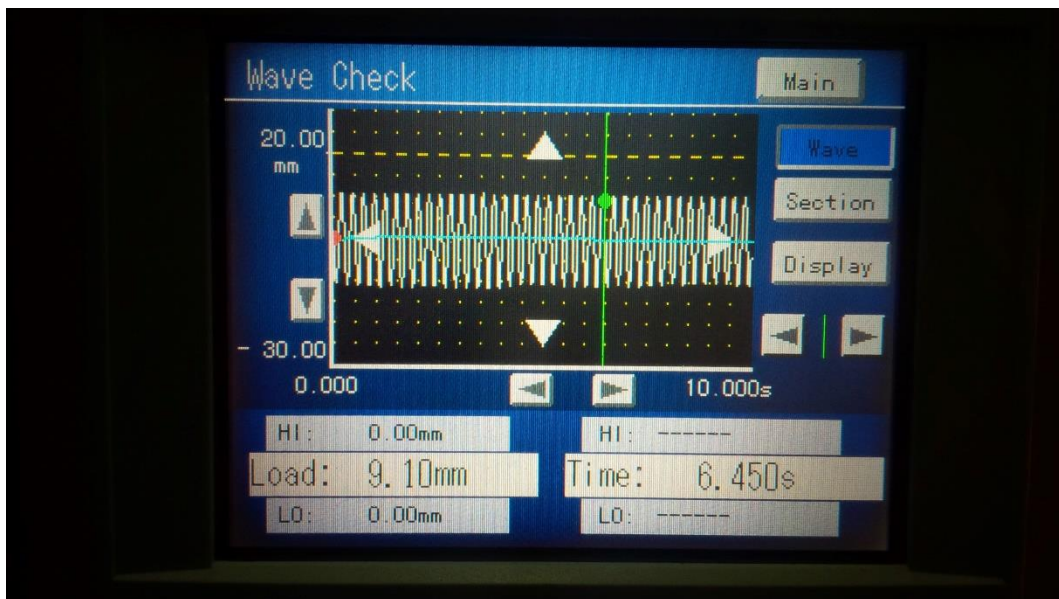 Wave Check
Main
20.00
mm
Wave
Section
Display
- 30.00
0.000
10.000s
HI: 0.00mm
HI: ------
Load: 9.10mm
Time: 6.450s
LO: 0.00mm
LO: ------